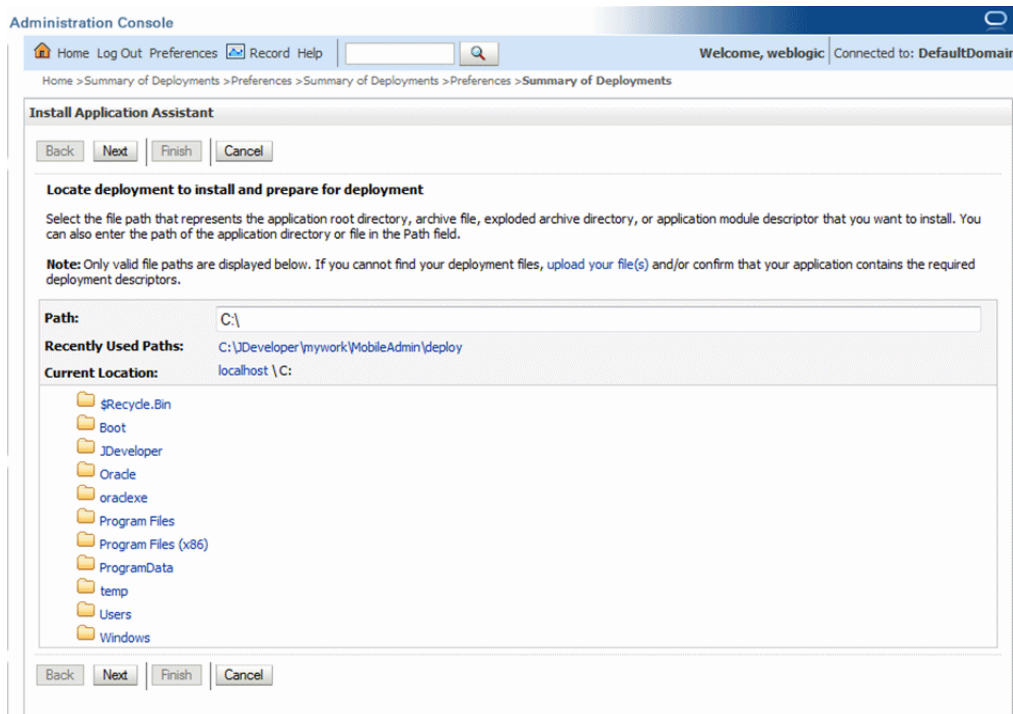 Administration Console
Home Log Out Preferences Record Help
Welcome, weblogic Connected to: DefaultDomain
Home >Summary of Deployments >Preferences >Summary of Deployments >Preferences >Summary of Deployments
Install Application Assistant
Back Next Finish Cancel
Locate deployment to install and prepare for deployment
Select the file path that represents the application root directory, archive file, exploded archive directory, or application module descriptor that you want to install. You
can also enter the path of the application directory or file in the Path field.
Note: Only valid file paths are displayed below. If you cannot find your deployment files, upload your file(s) and/or confirm that your application contains the required
deployment descriptors.
Path: C:\
Recently Used Paths: C:\JDeveloper\mywork\MobileAdmin\deploy
Current Location: localhost \ C:
$Recycle.Bin
Boot
JDeveloper
Oracle
oraclexe
Program Files
Program Files (x86)
ProgramData
temp
Users
Windows
Back Next Finish Cancel